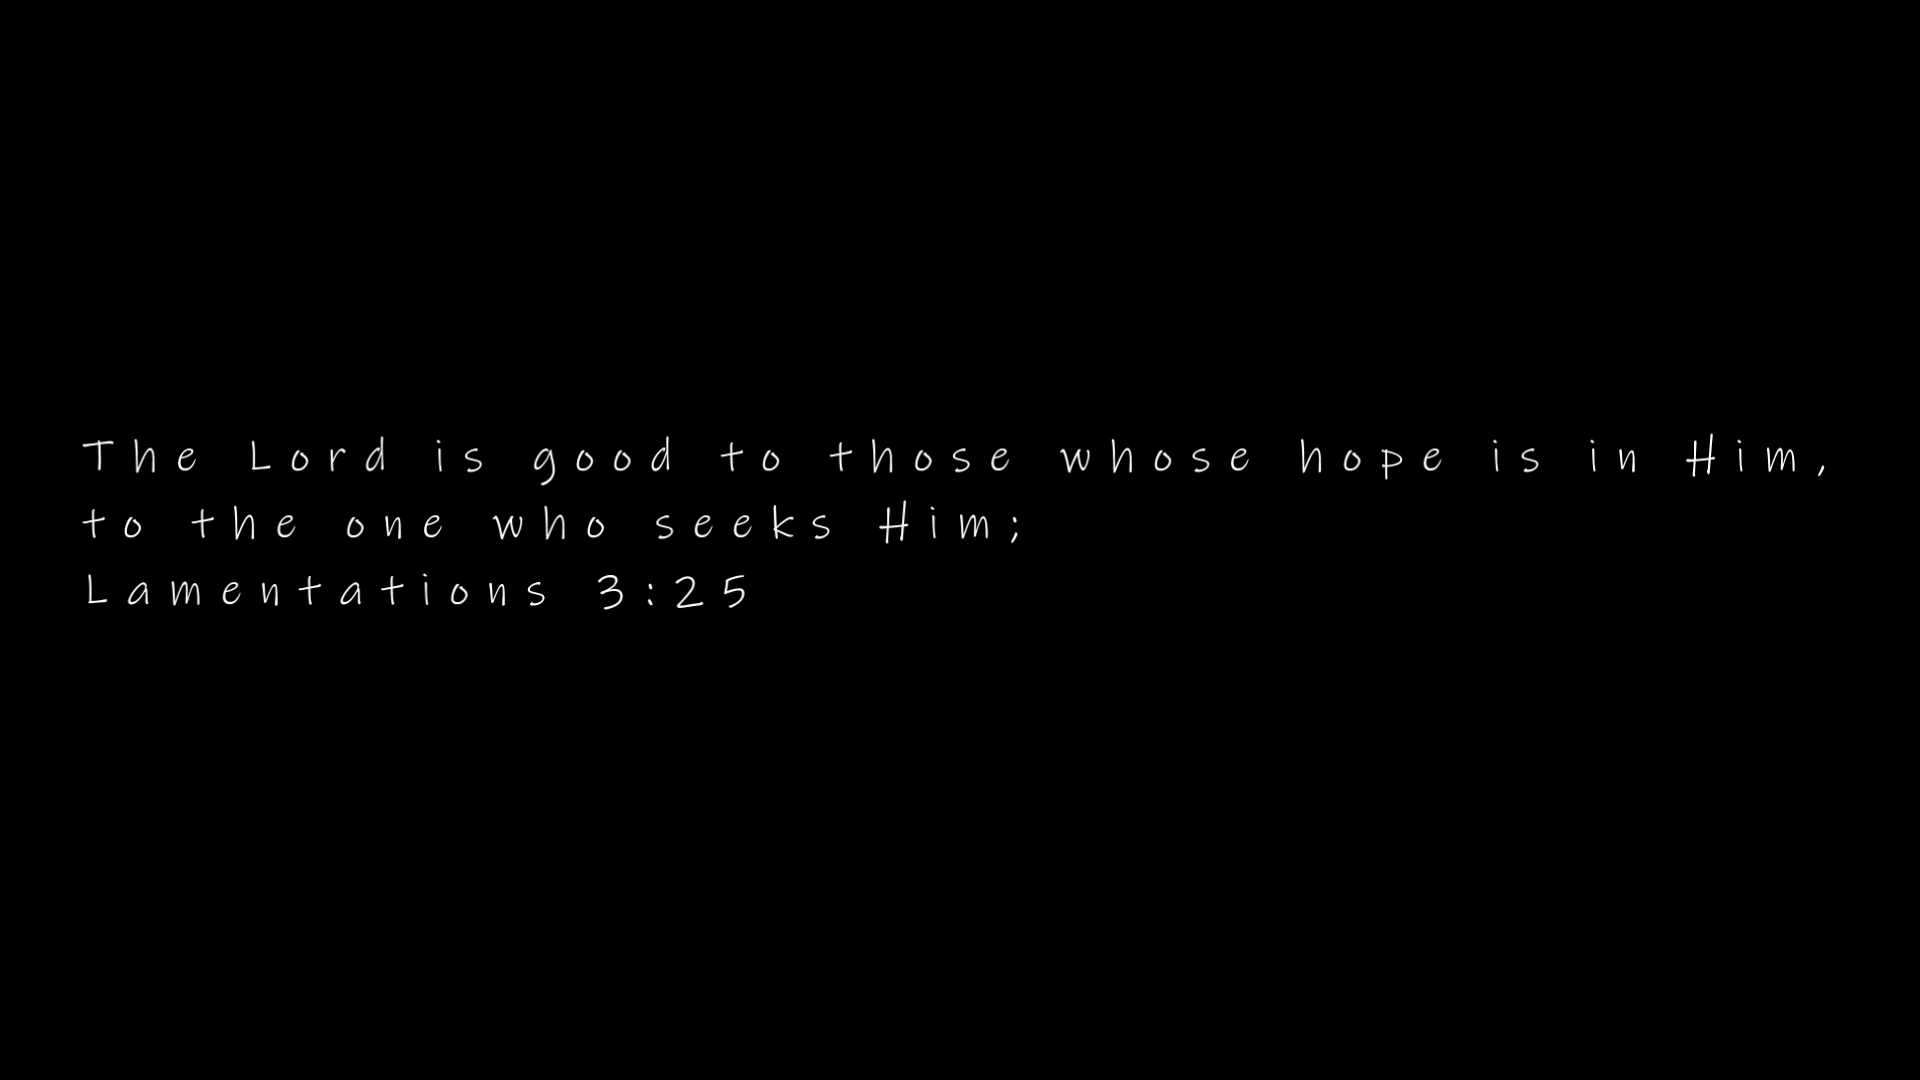 The Lord is good to those whose hope is in Him,
to the one who seeks Him;
Lamentations 3:25